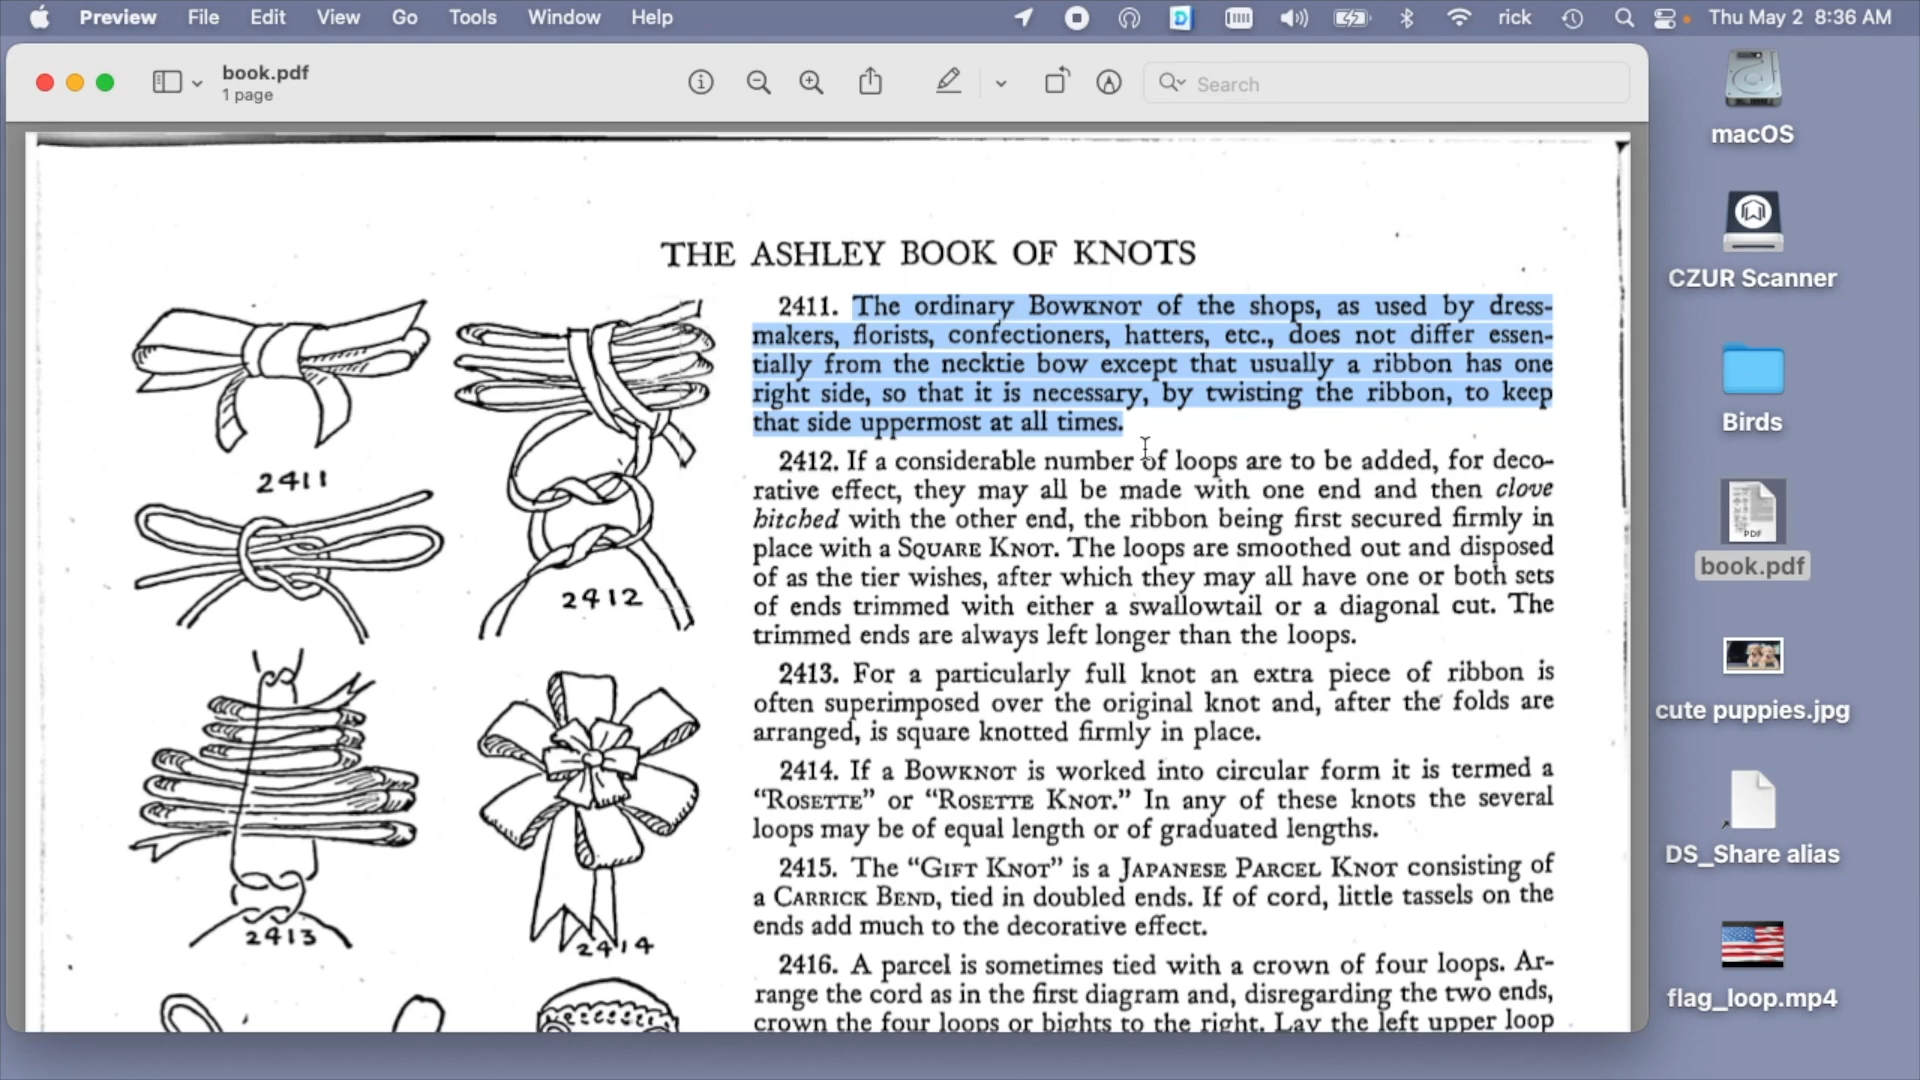 Preview File Edit View Go Tools Window Help rick Thu May 2 8:36 AM
book.pdf
1 page
Search
THE ASHLEY BOOK OF KNOTS
2411. The ordinary BOWKNOT of the shops, as used by dress-
makers, florists, confectioners, hatters, etc., does not differ essen-
tially from the necktie bow except that usually a ribbon has one
right side, so that it is necessary, by twisting the ribbon, to keep
that side uppermost at all times.
2412. If a considerable number of loops are to be added, for deco-
rative effect, they may all be made with one end and then clove
hitched with the other end, the ribbon being first secured firmly in
place with a SQUARE KNOT. The loops are smoothed out and disposed
of as the tier wishes, after which they may all have one or both sets
of ends trimmed with either a swallowtail or a diagonal cut. The
trimmed ends are always left longer than the loops.
2413. For a particularly full knot an extra piece of ribbon is
often superimposed over the original knot and, after the folds are
arranged, is square knotted firmly in place.
2414. If a BOWKNOT is worked into circular form it is termed a
“ROSETTE” or “ROSETTE KNOT.” In any of these knots the several
loops may be of equal length or of graduated lengths.
2415. The “GIFT KNOT” is a JAPANESE PARCEL KNOT consisting of
a CARRICK BEND, tied in doubled ends. If of cord, little tassels on the
ends add much to the decorative effect.
2416. A parcel is sometimes tied with a crown of four loops. Ar-
range the cord as in the first diagram and, disregarding the two ends,
crown the four loops or bights to the right. Lay the left upper loop
2411
2412
2413
2414
macOS
CZUR Scanner
Birds
PDF
book.pdf
cute puppies.jpg
DS_Share alias
flag_loop.mp4